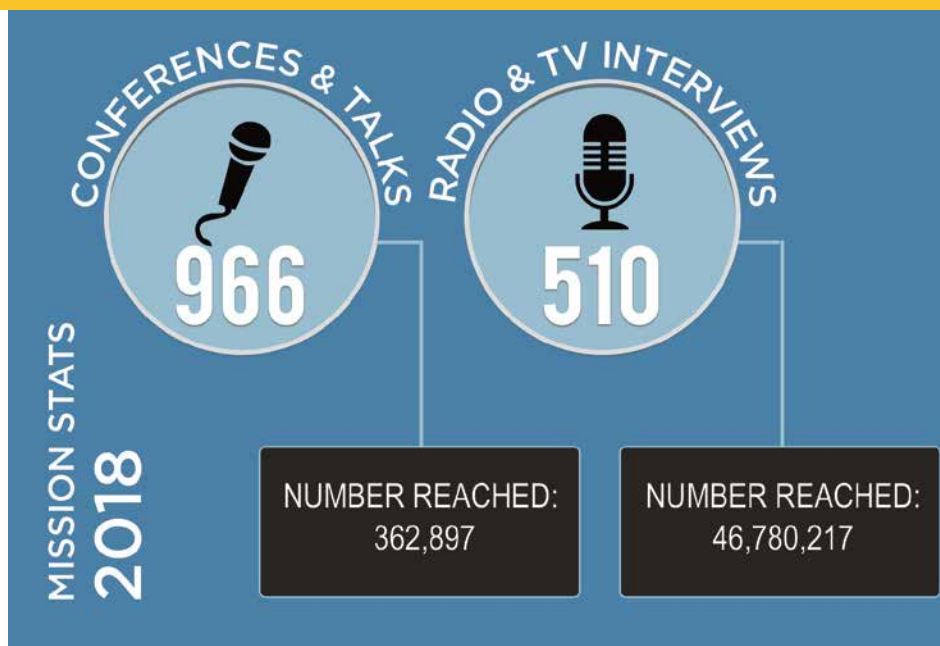 CONFERENCES & TALKS
966
RADIO & TV INTERVIEWS
510
MISSION STATS
2018
NUMBER REACHED:
362,897
NUMBER REACHED:
46,780,217